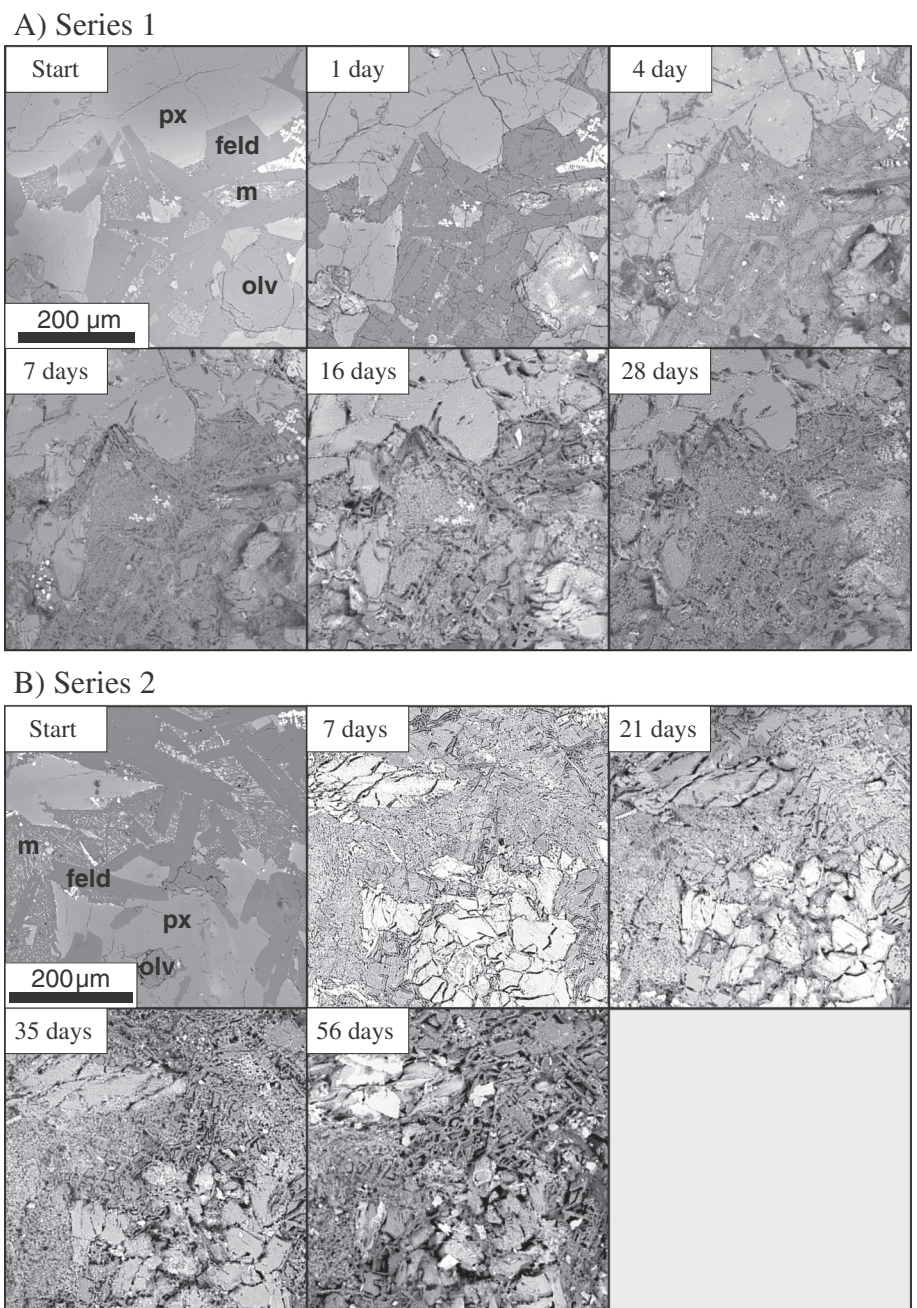 A) Series 1
Start
1 day
4 day
px
feld
m
olv
200 µm
7 days
16 days
28 days
B) Series 2
Start
7 days
21 days
m
feld
px
olv
200µm
35 days
56 days